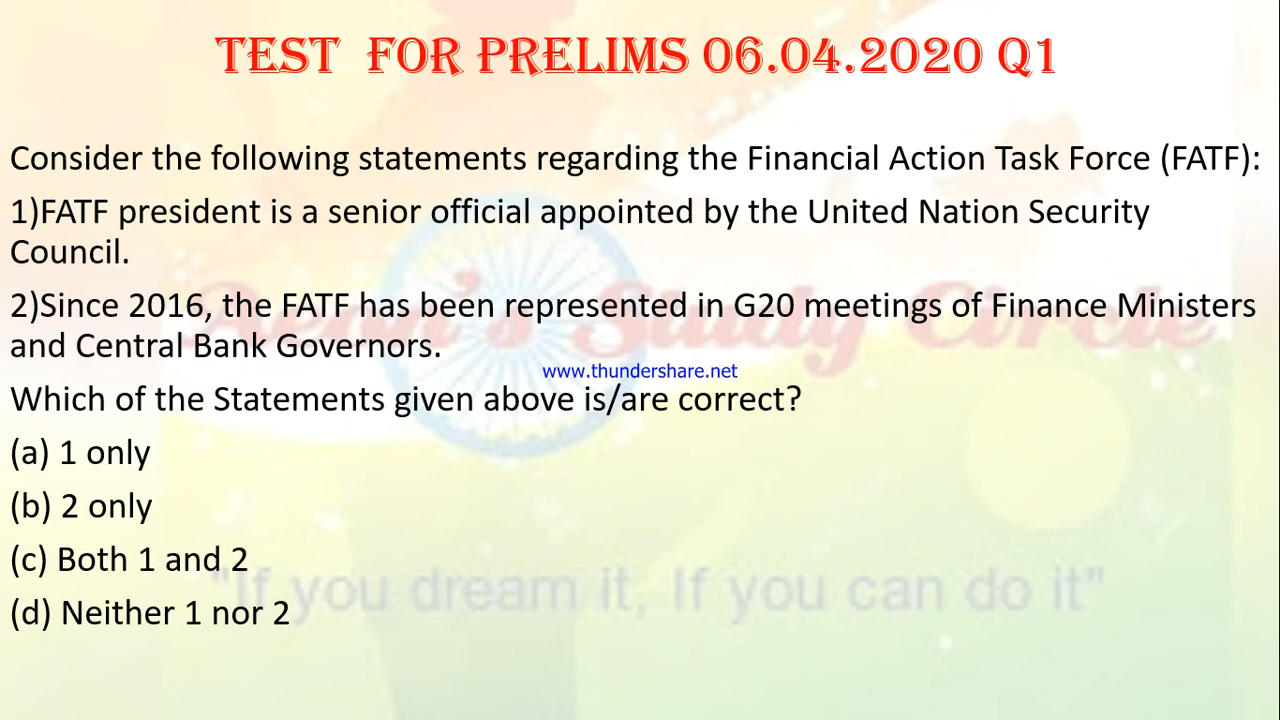 TEST FOR PRELIMS 06.04.2020 Q1
Consider the following statements regarding the Financial Action Task Force (FATF):
1)FATF president is a senior official appointed by the United Nation Security
Council.
2)Since 2016, the FATF has been represented in G20 meetings of Finance Ministers
and Central Bank Governors.
www.thundershare.net
Which of the Statements given above is/are correct?
(a) 1 only
(b) 2 only
(c) Both 1 and 2
(d) Neither 1 nor 2
Study Circle
"If you dream it, If you can do it"